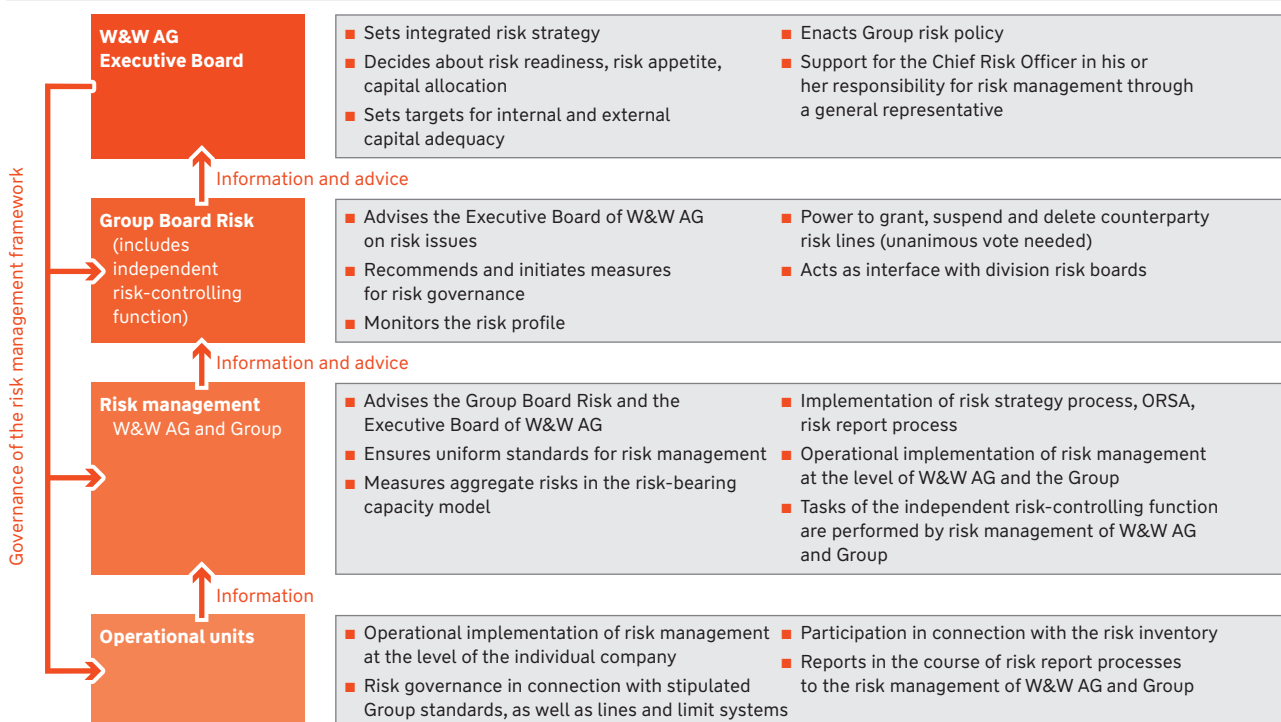 Governance of the risk management framework
W&W AG
Executive Board
■ Sets integrated risk strategy
■ Decides about risk readiness, risk appetite,
capital allocation
■ Sets targets for internal and external
capital adequacy
■ Enacts Group risk policy
■ Support for the Chief Risk Officer in his or
her responsibility for risk management through
a general representative
Information and advice
Group Board Risk
(includes
independent
risk-controlling
function)
■ Advises the Executive Board of W&W AG
on risk issues
■ Recommends and initiates measures
for risk governance
■ Monitors the risk profile
■ Power to grant, suspend and delete counterparty
risk lines (unanimous vote needed)
■ Acts as interface with division risk boards
Information and advice
Risk management
W&W AG and Group
■ Advises the Group Board Risk and the
Executive Board of W&W AG
■ Ensures uniform standards for risk management
■ Measures aggregate risks in the risk-bearing
capacity model
■ Implementation of risk strategy process, ORSA,
risk report process
■ Operational implementation of risk management
at the level of W&W AG and the Group
■ Tasks of the independent risk-controlling function
are performed by risk management of W&W AG
and Group
Information
Operational units
■ Operational implementation of risk management
at the level of the individual company
■ Risk governance in connection with stipulated
Group standards, as well as lines and limit systems
■ Participation in connection with the risk inventory
■ Reports in the course of risk report processes
to the risk management of W&W AG and Group